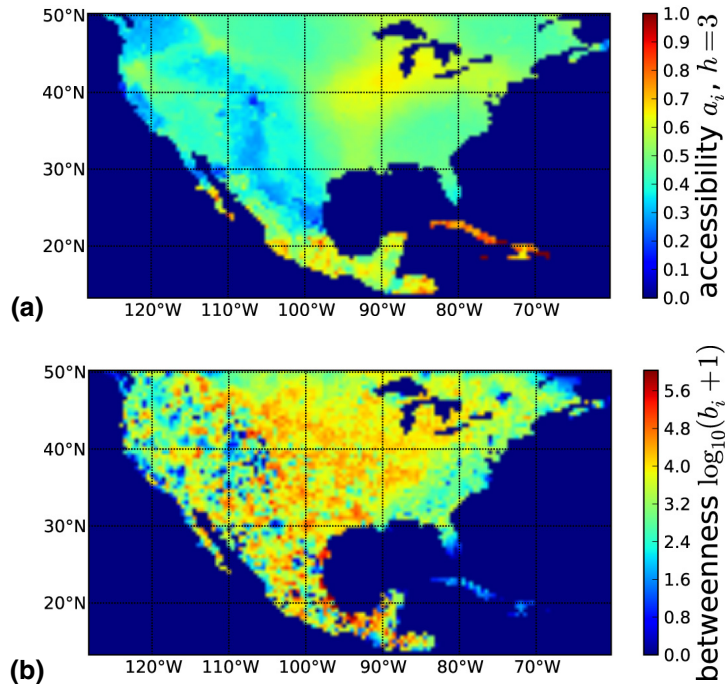 50°N
40°N
30°N
20°N
(a)
120°W 110°W 100°W 90°W 80°W 70°W
1.0
0.9
0.8
0.7
0.6
0.5
0.4
0.3
0.2
0.1
0.0
accessibility a_i, h=3
50°N
40°N
30°N
20°N
(b)
120°W 110°W 100°W 90°W 80°W 70°W
5.6
4.8
4.0
3.2
2.4
1.6
0.8
0.0
betweenness log₁₀(b_i + 1)